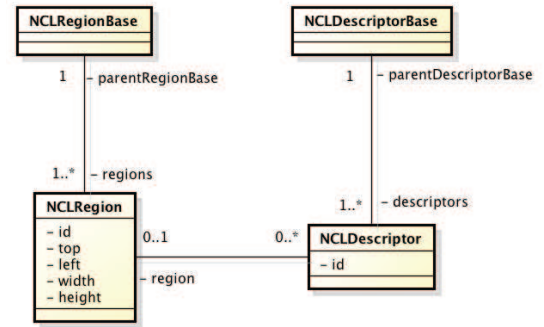 NCLRegionBase
NCLDescriptorBase
1
- parentRegionBase
1
- parentDescriptorBase
1..*
- regions
1..*
- descriptors
NCLRegion
- id
- top
- left
- width
- height
0..1
0..*
- region
NCLDescriptor
- id